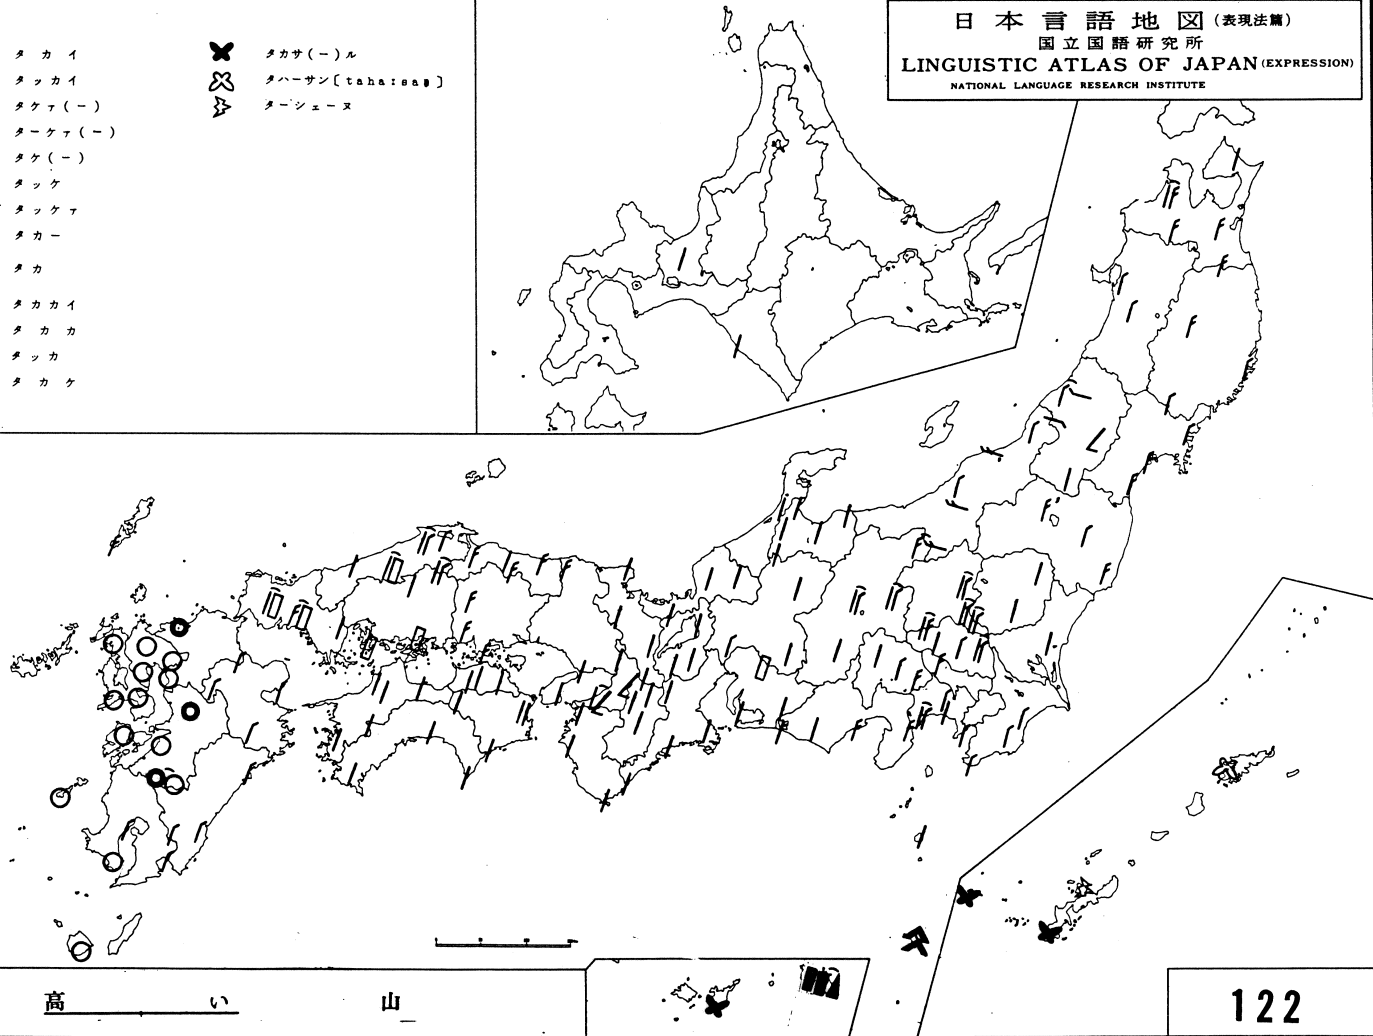 日本言語地図(表現法篇)
国立国語研究所
LINGUISTIC ATLAS OF JAPAN (EXPRESSION)
NATIONAL LANGUAGE RESEARCH INSTITUTE
タカイ
タッカイ
タケァ(ー)
ターケァ(ー)
タケ(ー)
タッケ
タッケァ
タカー
タカ
タカカイ
タカカ
タッカ
タカケ
タカサ(ー)ル
タハーサン[taha:saŋ]
ターシェーヌ
高い山
122